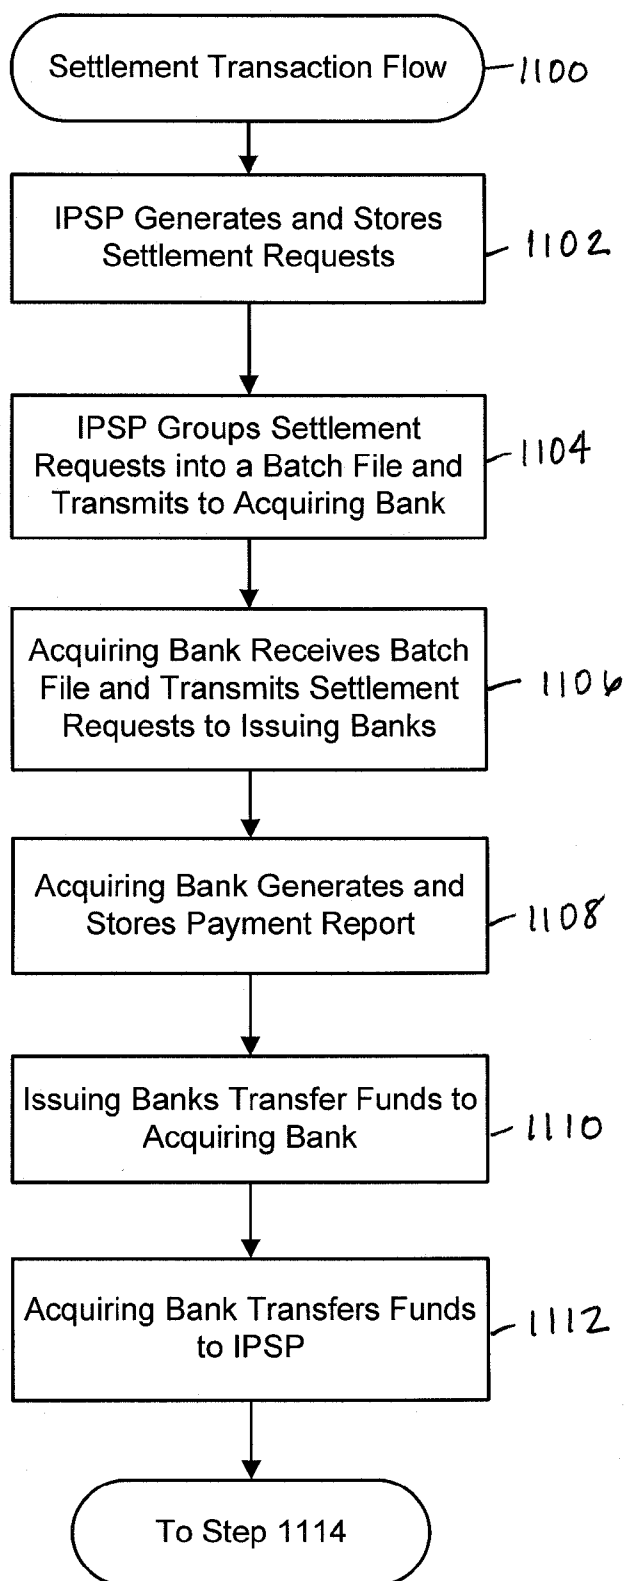 Settlement Transaction Flow
1100
IPSP Generates and Stores
Settlement Requests
1102
IPSP Groups Settlement
Requests into a Batch File and
Transmits to Acquiring Bank
1104
Acquiring Bank Receives Batch
File and Transmits Settlement
Requests to Issuing Banks
1106
Acquiring Bank Generates and
Stores Payment Report
1108
Issuing Banks Transfer Funds to
Acquiring Bank
1110
Acquiring Bank Transfers Funds
to IPSP
1112
To Step 1114